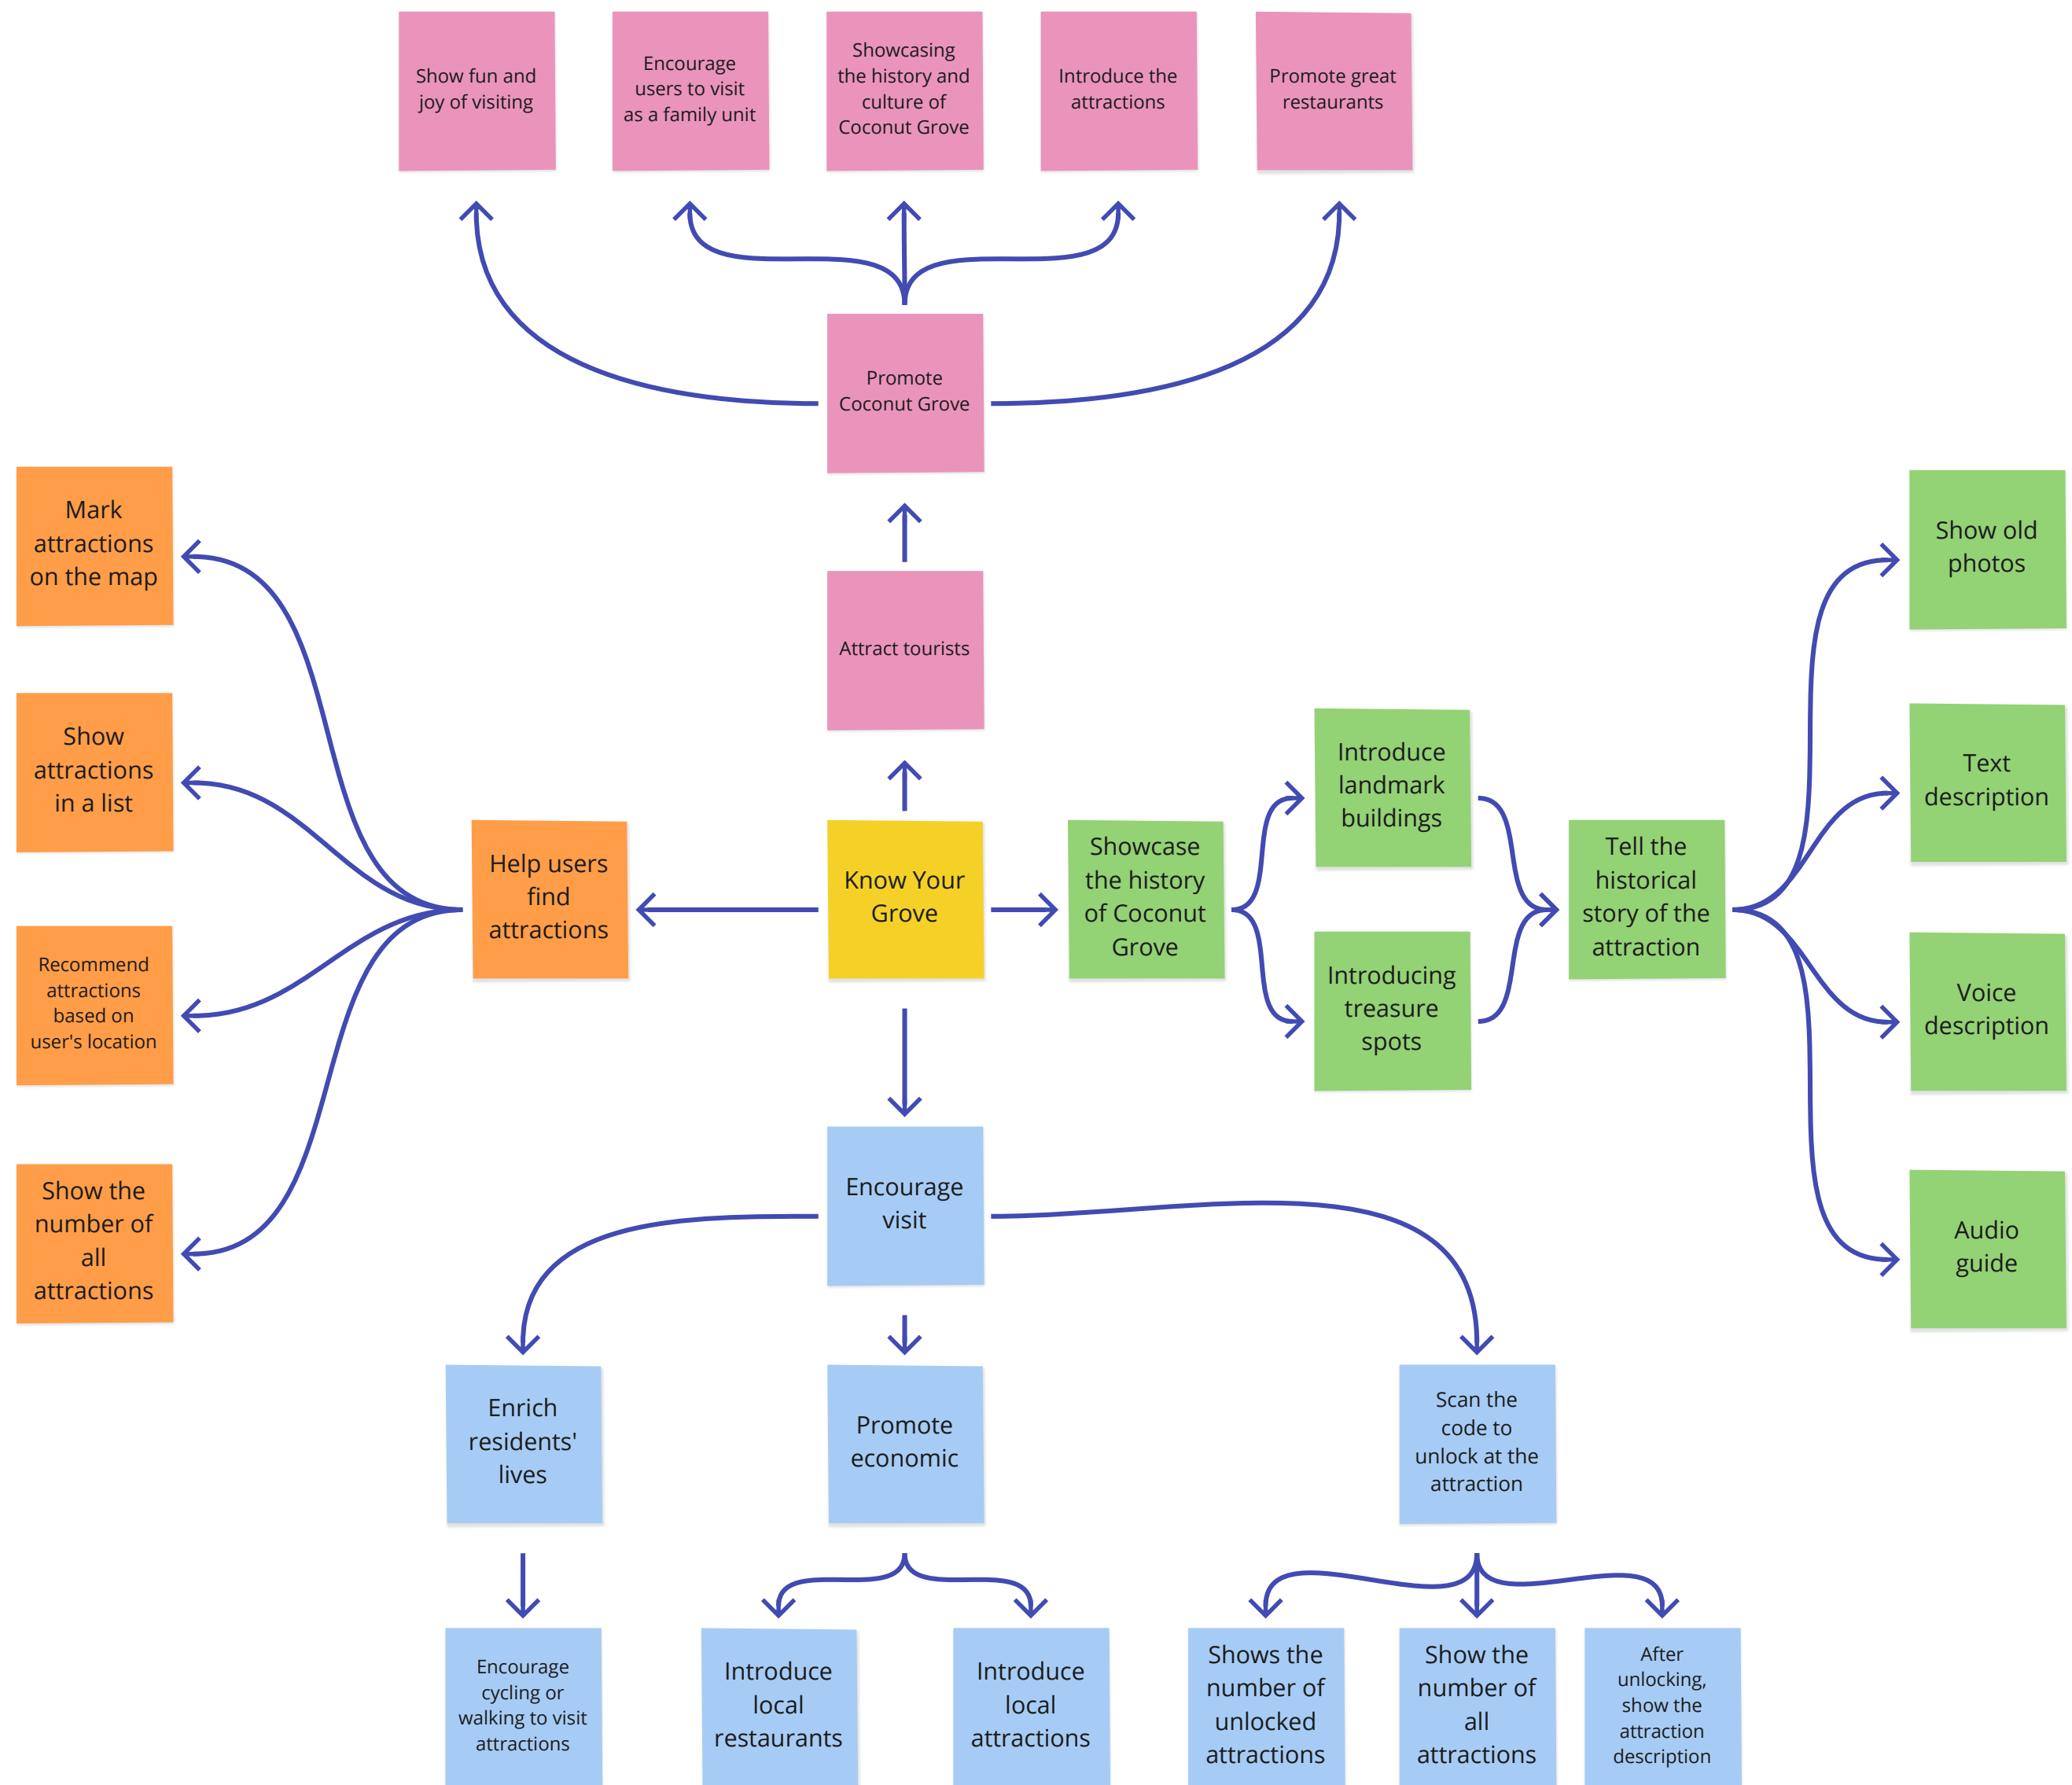 Show fun and
joy of visiting
Encourage
users to visit
as a family unit
Showcasing
the history and
culture of
Coconut Grove
Introduce the
attractions
Promote great
restaurants
Promote
Coconut Grove
Attract tourists
Mark
attractions
on the map
Show
attractions
in a list
Recommend
attractions
based on
user's location
Show the
number of
all
attractions
Help users
find
attractions
Know Your
Grove
Showcase
the history
of Coconut
Grove
Introduce
landmark
buildings
Introducing
treasure
spots
Tell the
historical
story of the
attraction
Show old
photos
Text
description
Voice
description
Audio
guide
Encourage
visit
Enrich
residents'
lives
Promote
economic
Scan the
code to
unlock at the
attraction
Encourage
cycling or
walking to visit
attractions
Introduce
local
restaurants
Introduce
local
attractions
Shows the
number of
unlocked
attractions
Show the
number of
all
attractions
After
unlocking,
show the
attraction
description